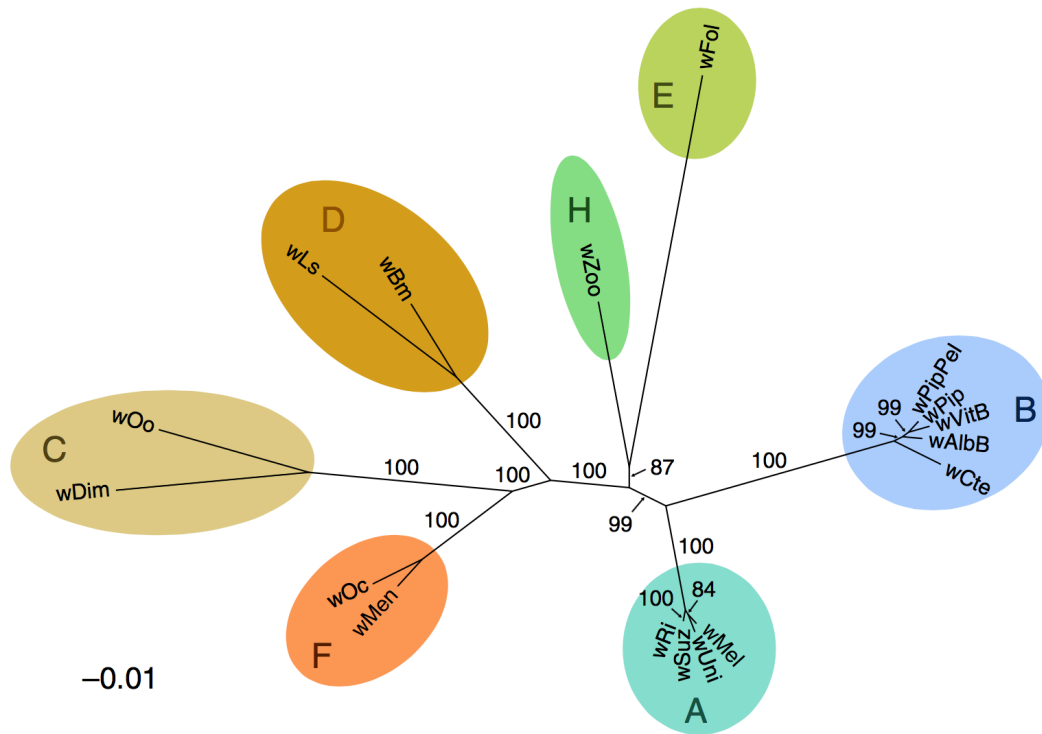 wFol
E
H
wZoo
D
wLs
wBm
wPipPel
wPip
99
wVitB
B
99
wAlbB
wCte
C
wOo
wDim
100
100
100
100
87
100
99
100
100
wOc
wMen
F
100
84
wRi
wSuz
wUni
wMel
A
–0.01